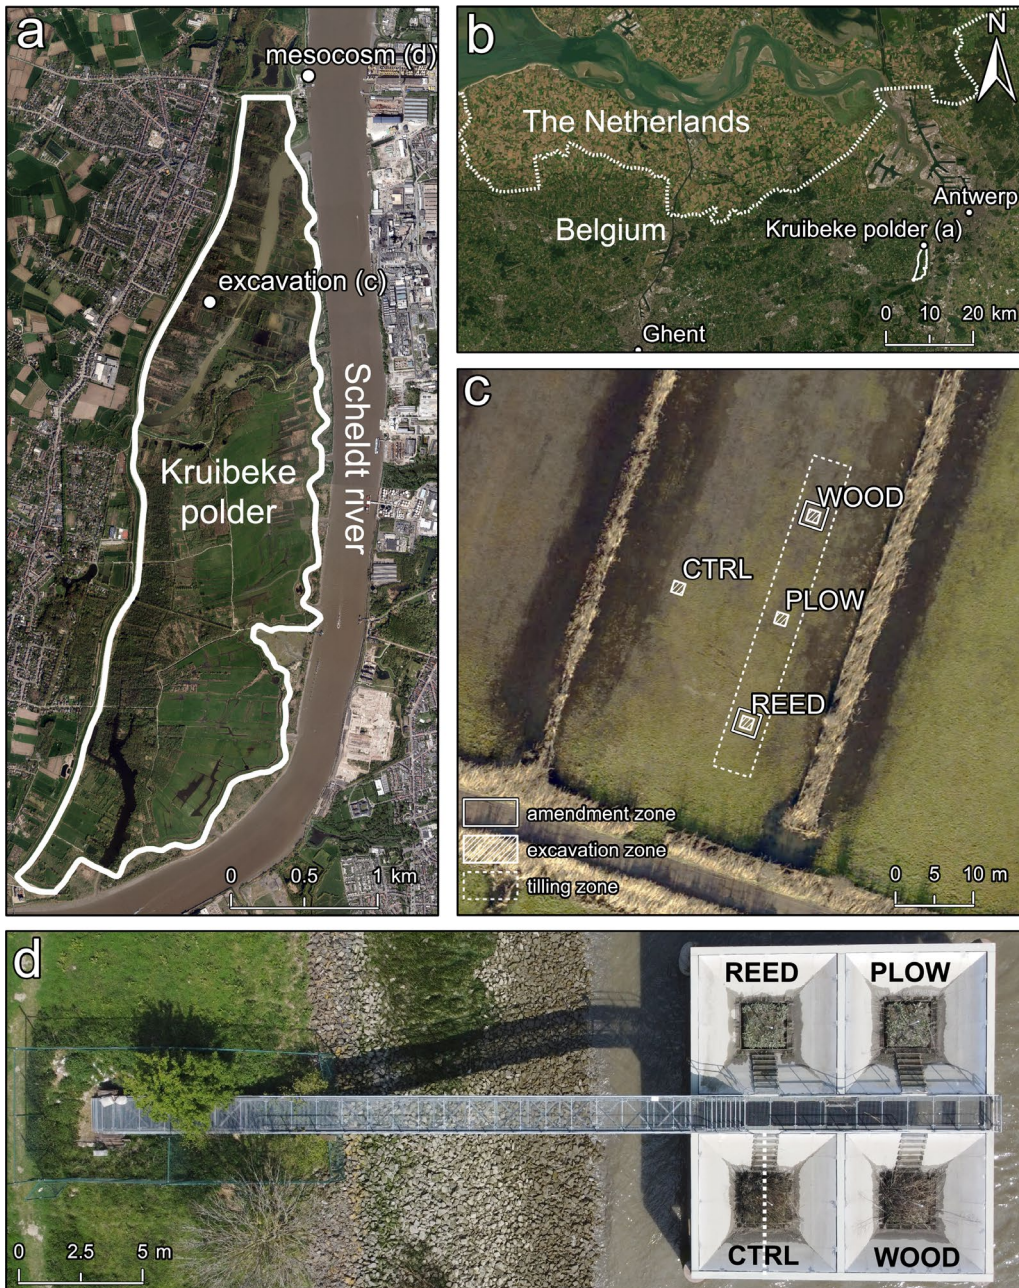 a
mesocosm (d)
excavation (c)
Kruibeke
polder
Scheldt river
0 0.5 1 km
b
N
The Netherlands
Belgium
Antwerp
Kruibeke polder (a)
Ghent
0 10 20 km
c
WOOD
CTRL
PLOW
REED
amendment zone
excavation zone
tilling zone
0 5 10 m
d
REED PLOW
CTRL WOOD
0 2.5 5 m